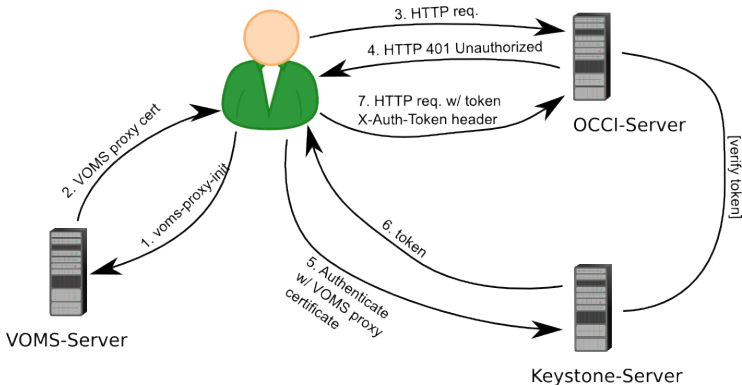 3. HTTP req.
4. HTTP 401 Unauthorized
7. HTTP req. w/ token
X-Auth-Token header
OCCI-Server
2. VOMS proxy cert
1. voms-proxy-init
[verify token]
6. token
5. Authenticate
w/ VOMS proxy
certificate
VOMS-Server
Keystone-Server